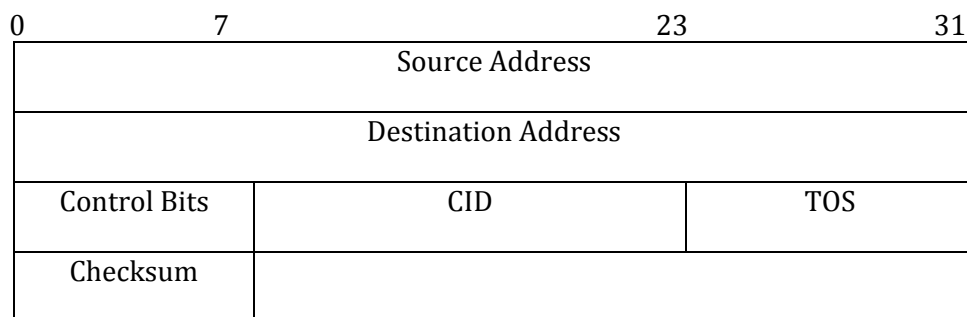 0 7 23 31
Source Address
Destination Address
Control Bits CID TOS
Checksum